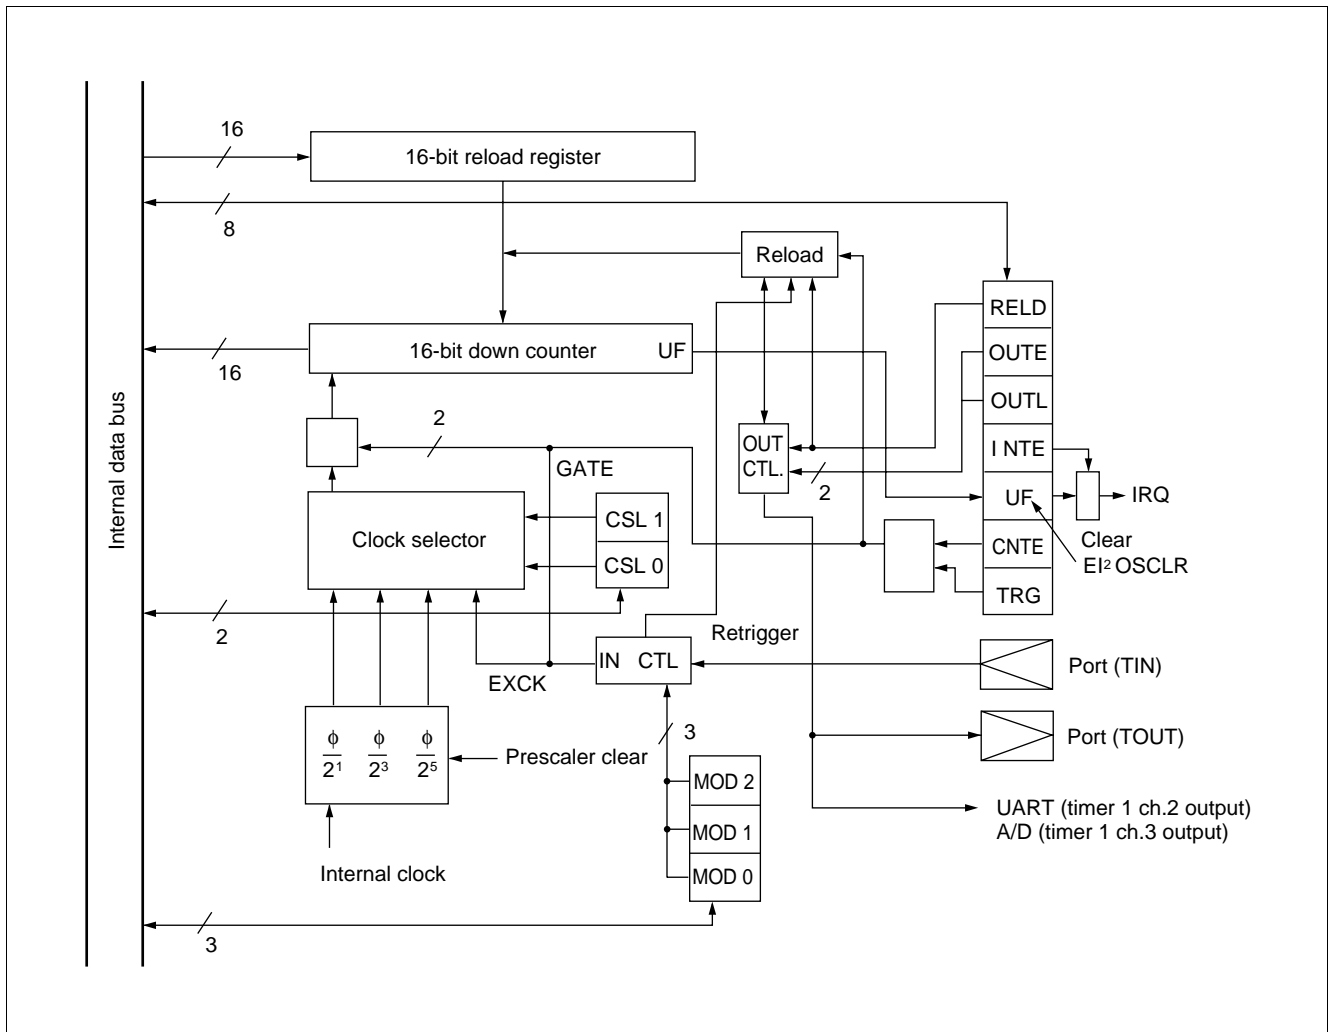 16
16-bit reload register
8
Reload
RELD
16-bit down counter UF
OUTE
16
OUTL
Internal data bus
2
OUT
CTL.
I NTE
GATE
2
UF
IRQ
CSL 1
Clock selector
CNTE
Clear
CSL 0
EI² OSCLR
TRG
2
Retrigger
IN CTL
Port (TIN)
EXCK
3
Port (TOUT)
ϕ ϕ ϕ
2¹ 2³ 2⁵
Prescaler clear
MOD 2
UART (timer 1 ch.2 output)
MOD 1
A/D (timer 1 ch.3 output)
Internal clock
MOD 0
3